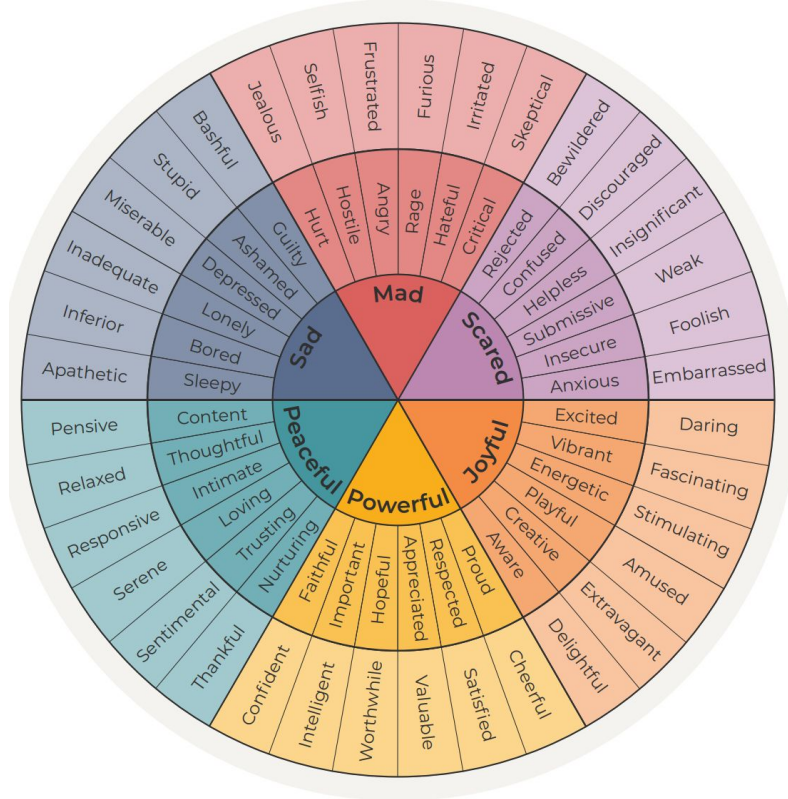 Mad
Hurt
Hostile
Angry
Rage
Hateful
Critical
Jealous
Selfish
Frustrated
Furious
Irritated
Skeptical
Scared
Rejected
Confused
Helpless
Submissive
Insecure
Anxious
Bewildered
Discouraged
Insignificant
Weak
Foolish
Embarrassed
Joyful
Excited
Vibrant
Energetic
Playful
Creative
Aware
Daring
Fascinating
Stimulating
Amused
Extravagant
Delightful
Powerful
Proud
Respected
Appreciated
Hopeful
Important
Faithful
Cheerful
Satisfied
Valuable
Worthwhile
Intelligent
Confident
Peaceful
Nurturing
Trusting
Loving
Intimate
Thoughtful
Content
Thankful
Sentimental
Serene
Responsive
Relaxed
Pensive
Sad
Sleepy
Bored
Lonely
Depressed
Ashamed
Guilty
Apathetic
Inferior
Inadequate
Miserable
Stupid
Bashful